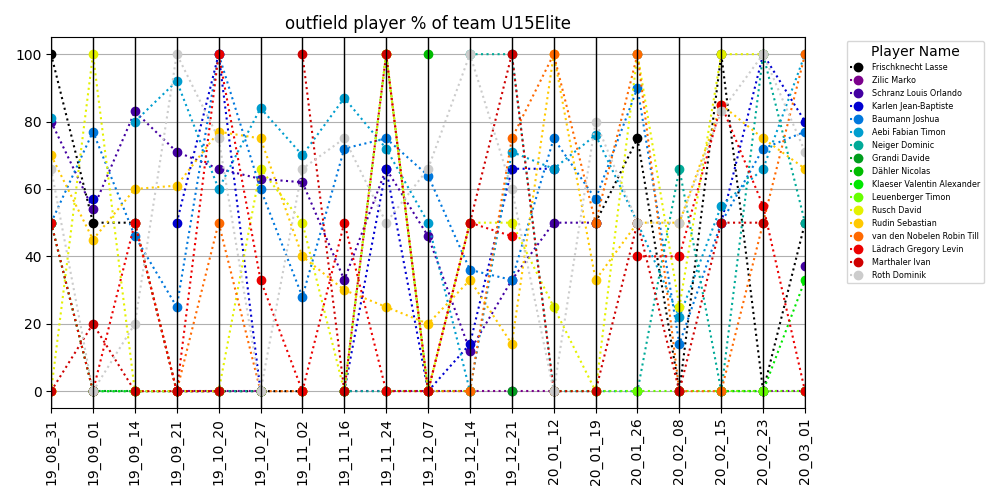 outfield player % of team U15Elite
100
80
60
40
20
0
19_08_31
19_09_01
19_09_14
19_09_21
19_10_20
19_10_27
19_11_02
19_11_16
19_11_24
19_12_07
19_12_14
19_12_21
20_01_12
20_01_19
20_01_26
20_02_08
20_02_15
20_02_23
20_03_01
Player Name
Frischknecht Lasse
Zilic Marko
Schranz Louis Orlando
Karlen Jean-Baptiste
Baumann Joshua
Aebi Fabian Timon
Neiger Dominic
Grandi Davide
Dähler Nicolas
Klaeser Valentin Alexander
Leuenberger Timon
Rusch David
Rudin Sebastian
van den Nobelen Robin Till
Lädrach Gregory Levin
Marthaler Ivan
Roth Dominik